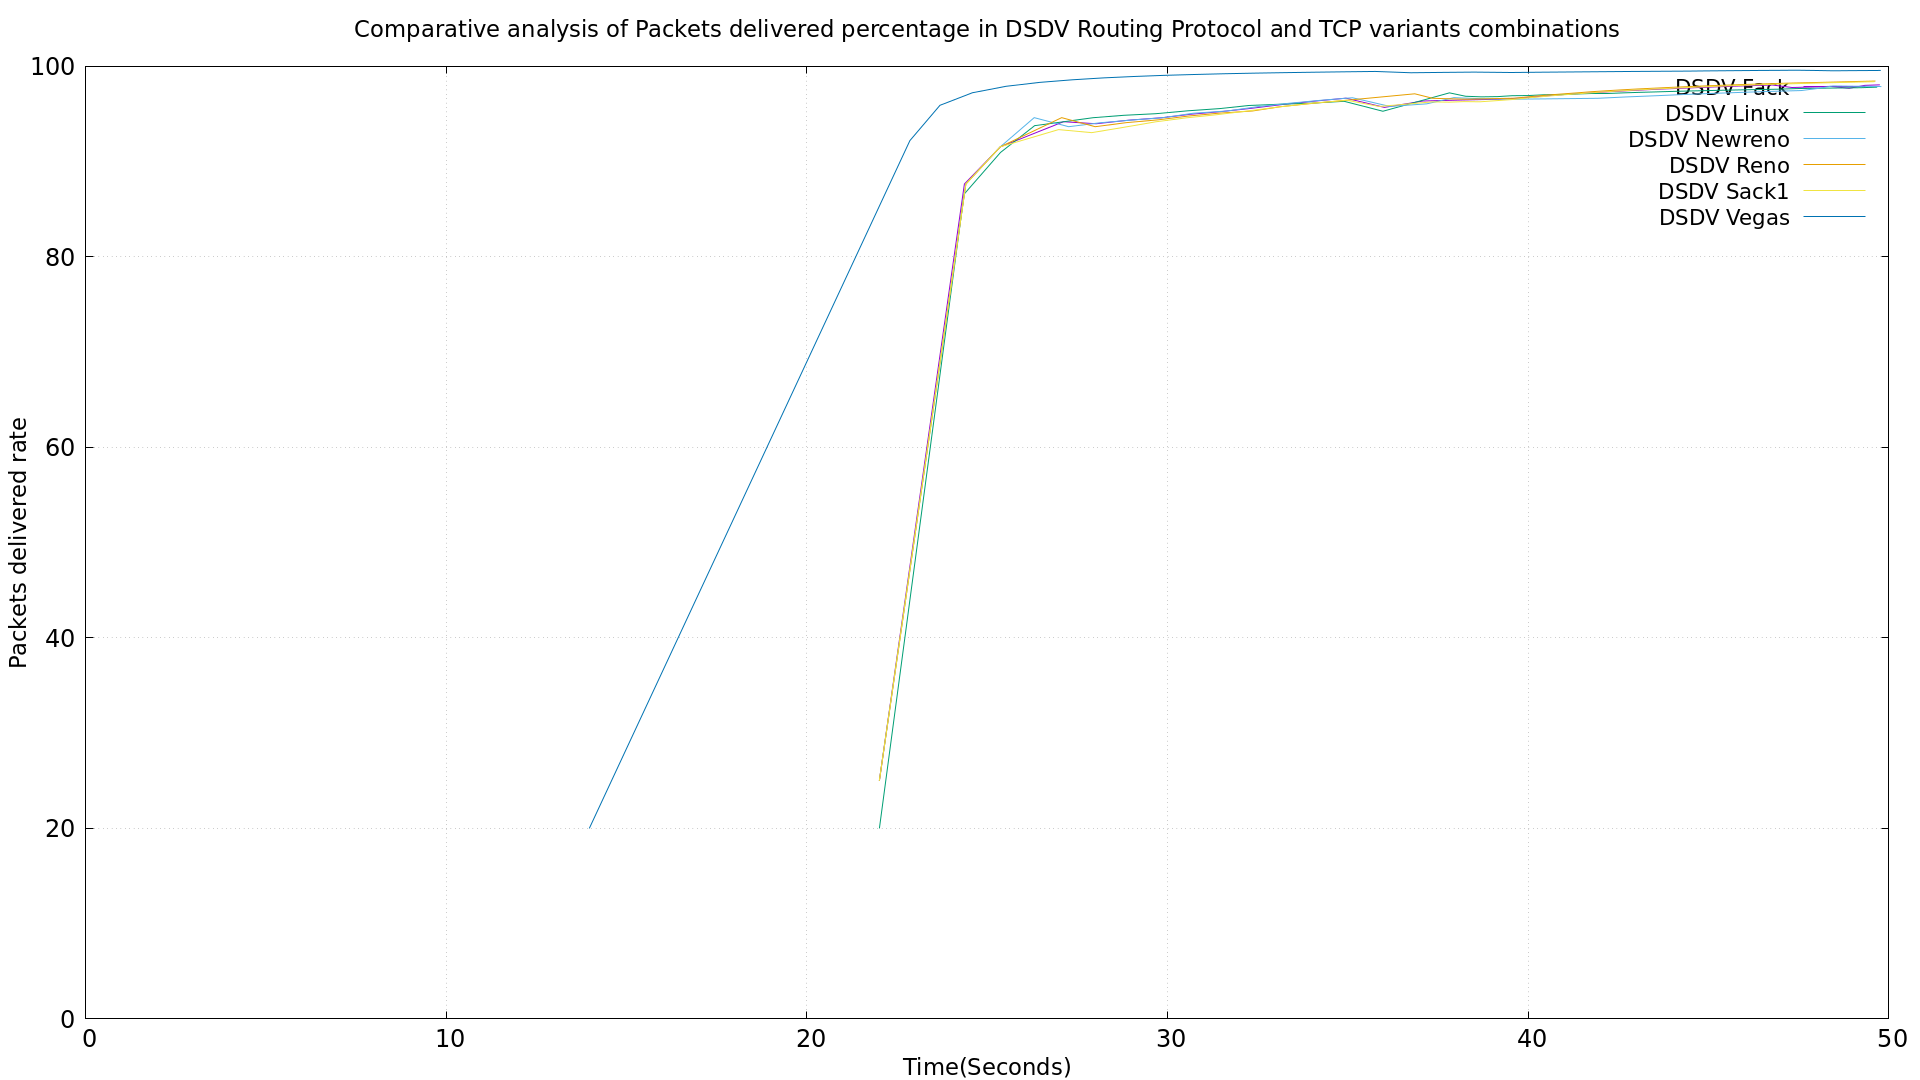 Comparative analysis of Packets delivered percentage in DSDV Routing Protocol and TCP variants combinations
100
80
60
40
20
0
Packets delivered rate
DSDV Fack
DSDV Linux
DSDV Newreno
DSDV Reno
DSDV Sack1
DSDV Vegas
0 10 20 30 40 50
Time(Seconds)